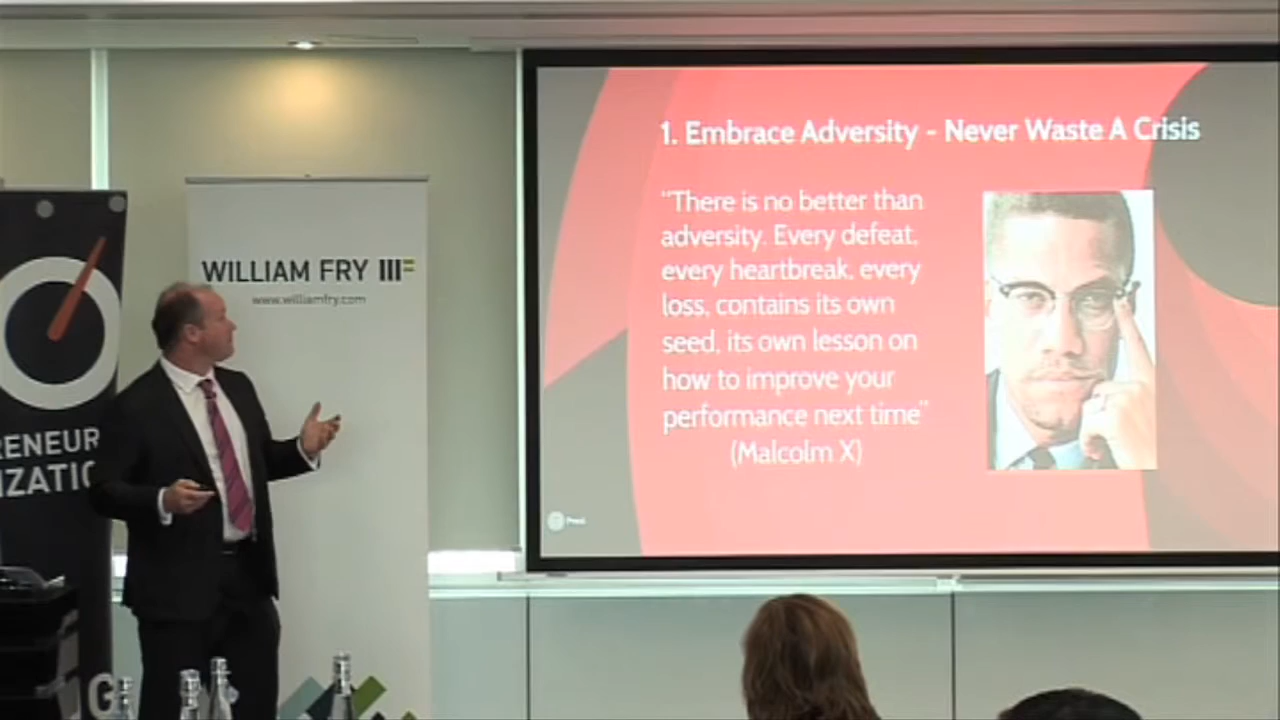 1. Embrace Adversity - Never Waste A Crisis
"There is no better than
adversity. Every defeat,
every heartbreak, every
loss, contains its own
seed, its own lesson on
how to improve your
performance next time"
(Malcolm X)
Prezi
WILLIAM FRY
www.williamfry.com
RENEUR
IZATIO
G